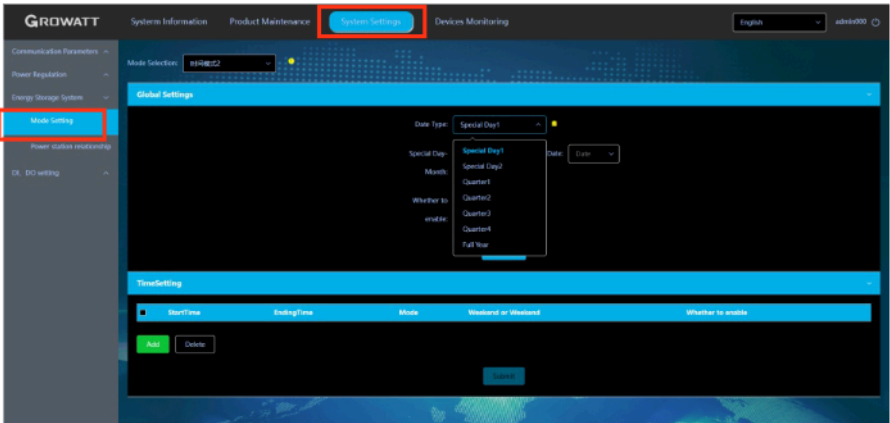 GROWATT
Systerm Information
Product Maintenance
System Settings
Devices Monitoring
English
admin000
Communication Parameters
Power Regulation
Energy Storage System
Mode Setting
Power station relationship
DI、DO setting
Mode Selection:
时间模式2
Global Settings
Date Type:
Special Day1
Special Day-
Month:
Date:
Date
Whether to
enable:
Special Day1
Special Day2
Quarter1
Quarter2
Quarter3
Quarter4
Full Year
TimeSetting
StartTime
EndingTime
Mode
Weekend or Weekend
Whether to enable
Add
Delete
Submit